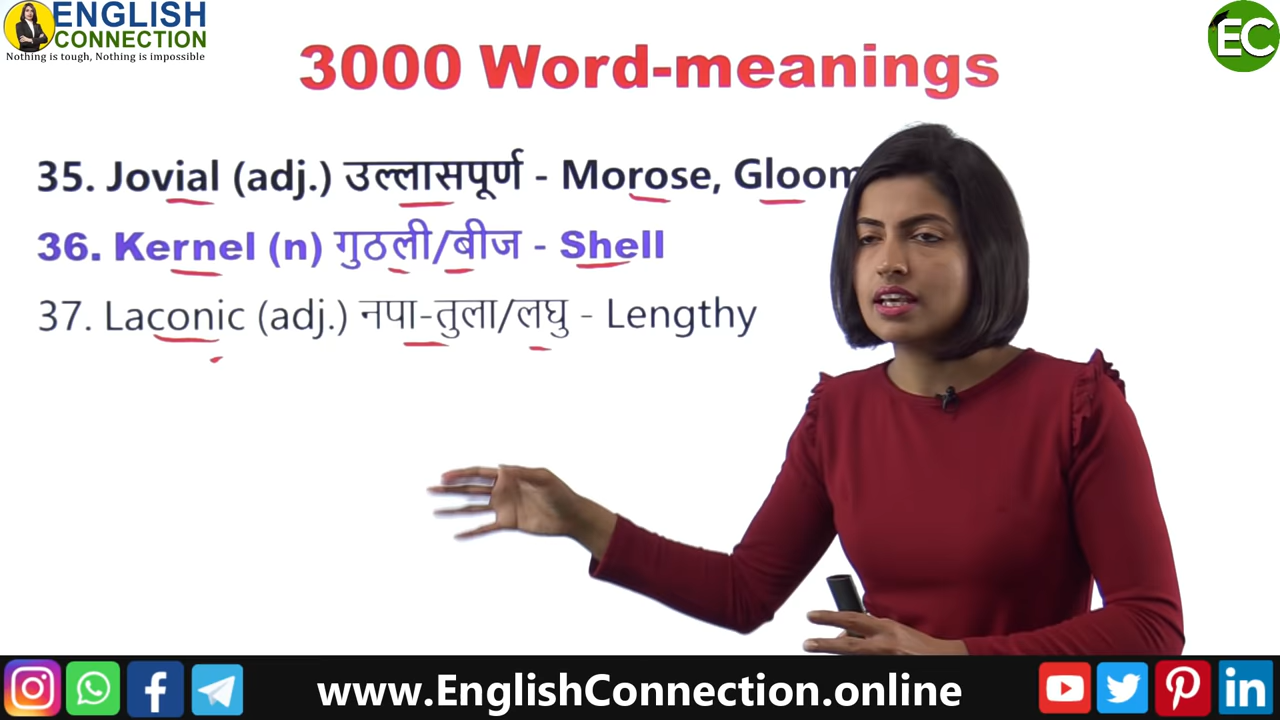 ENGLISH
CONNECTION
Nothing is tough, Nothing is impossible
EC
3000 Word-meanings
35. Jovial (adj.) उल्लासपूर्ण - Morose,
36. Kernel (n) गुठली/बीज - Shell
37. Laconic (adj.) नपा-तुला/लघु - Lengthy
www.EnglishConnection.online